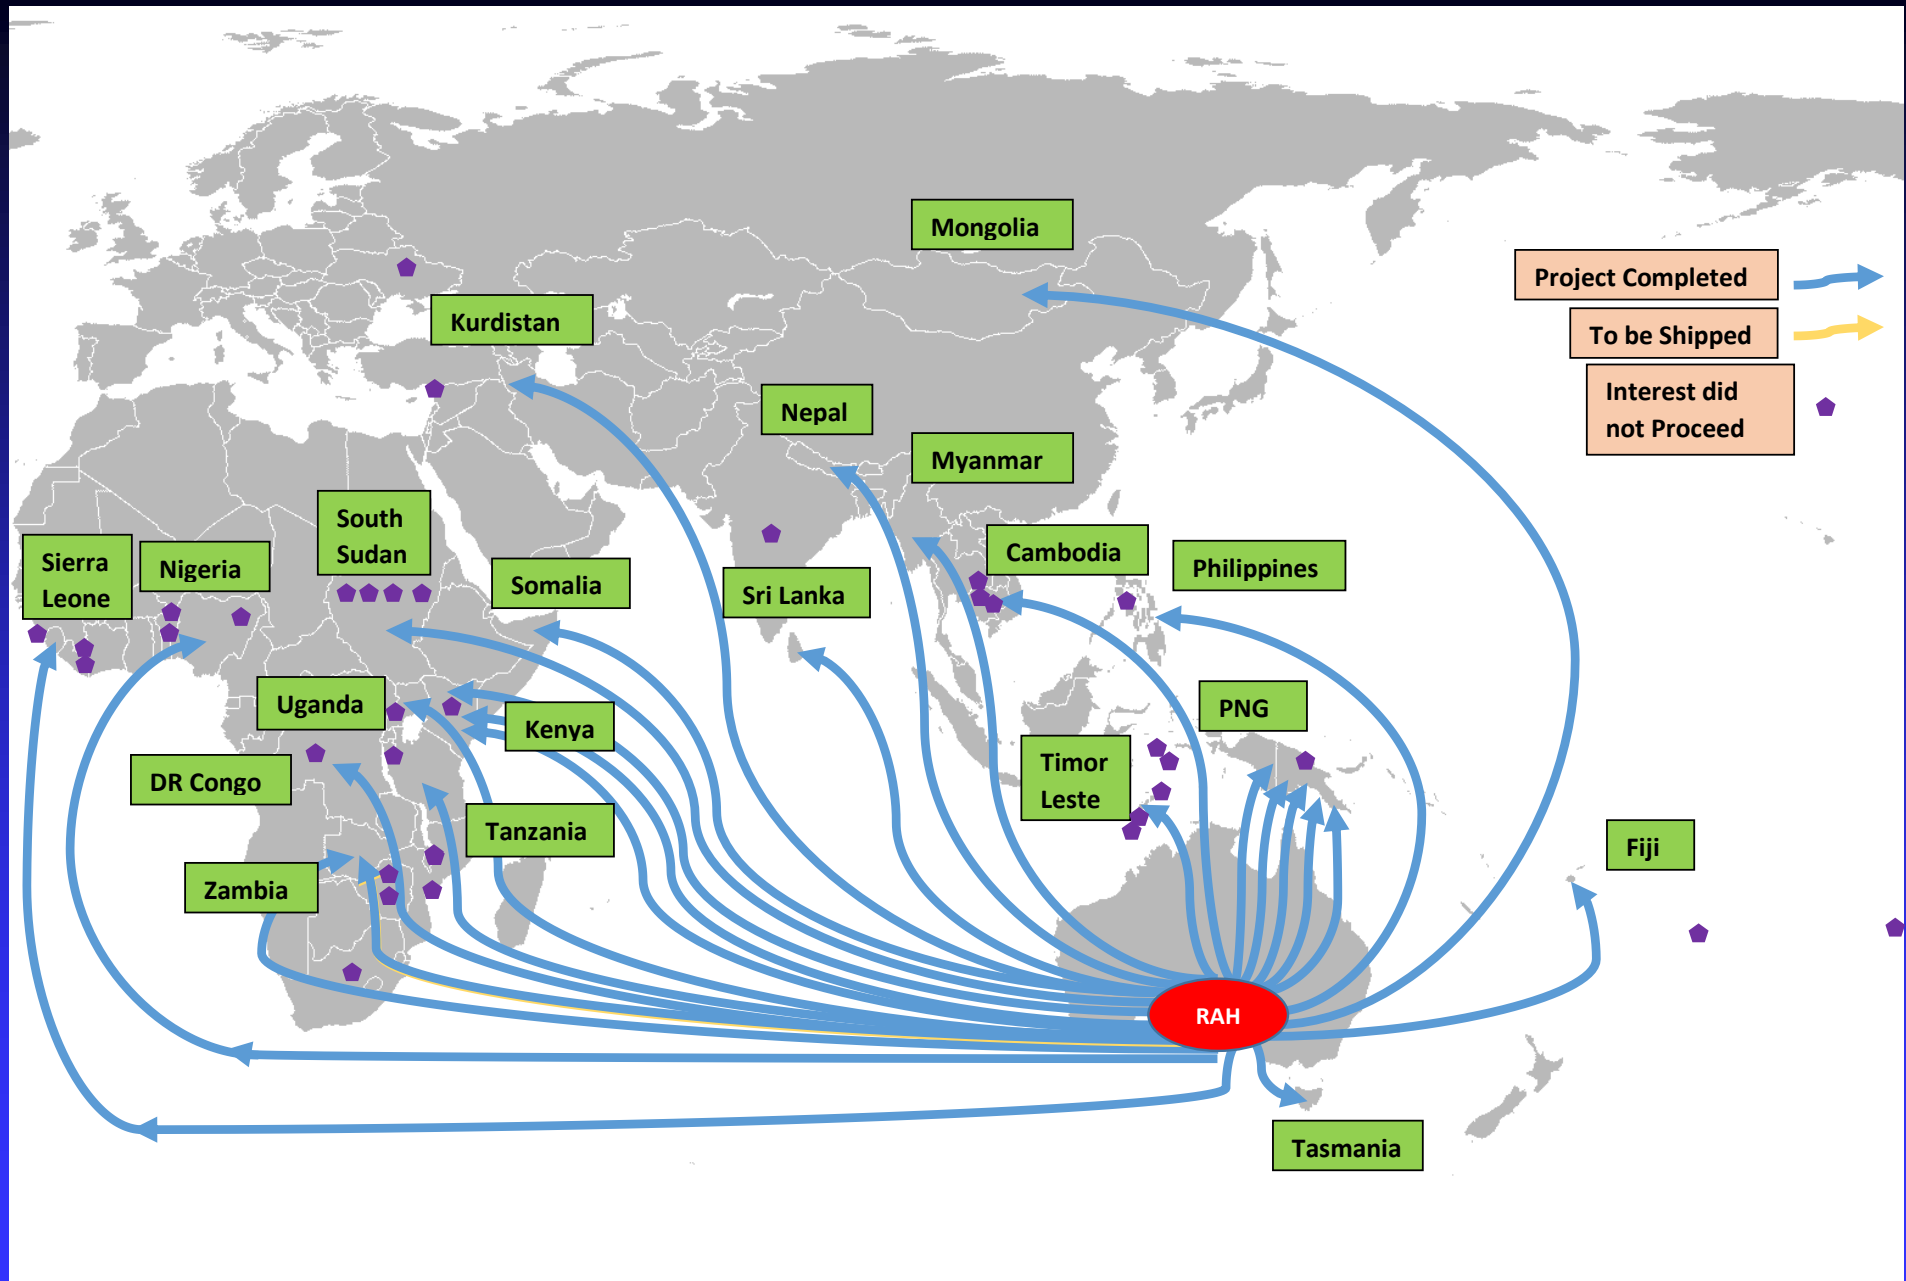 Mongolia
Project Completed
Kurdistan
To be Shipped
Interest did
not Proceed
Nepal
Myanmar
South
Sudan
Sierra
Leone
Nigeria
Somalia
Sri Lanka
Cambodia
Philippines
Uganda
Kenya
PNG
DR Congo
Timor
Leste
Tanzania
Zambia
Fiji
RAH
Tasmania